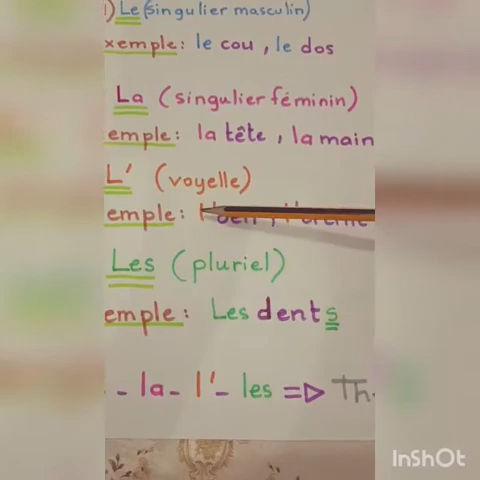 ) Le (singulier masculin)
xemple: le cou, le dos
La (singulier féminin)
emple: la tête, la main
L' (voyelle)
emple:
Les (pluriel)
emple: Les dents
- la - l' - les => Th
InShOt